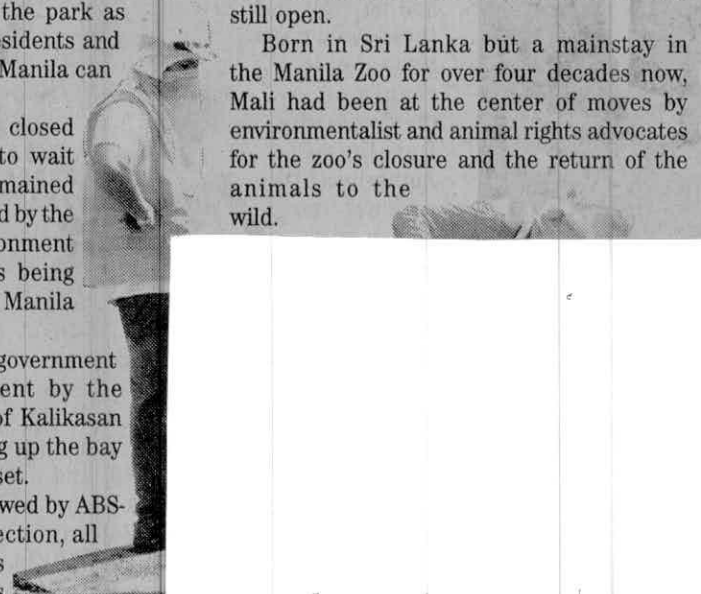 the park as
sidents and
Manila can
closed
to wait
mained
d by the
onment
s being
Manila
government
ent by the
of Kalikasan
g up the bay
set.
wed by ABS-
ection, all
s
still open.
Born in Sri Lanka but a mainstay in
the Manila Zoo for over four decades now,
Mali had been at the center of moves by
environmentalist and animal rights advocates
for the zoo's closure and the return of the
animals to the
wild.